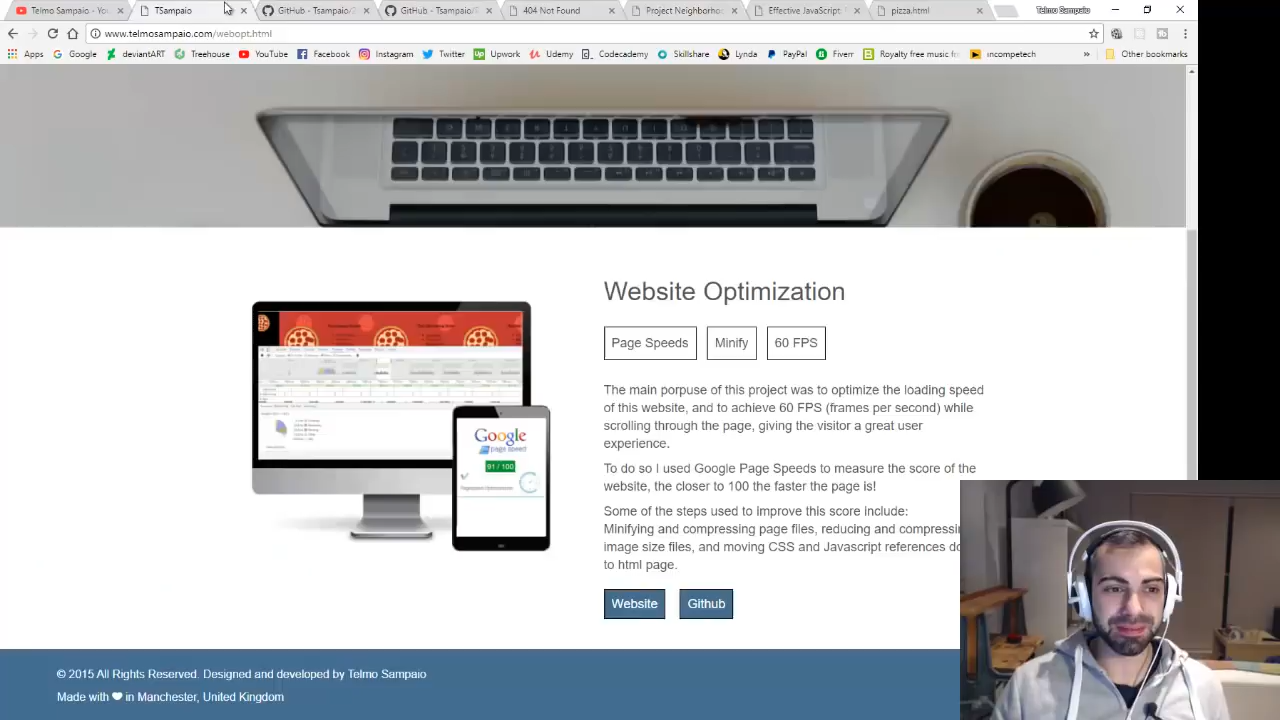 Telmo Sampaio - You
TSampaio
GitHub - Tsampaio/
GitHub - Tsampaio/
404 Not Found
Project Neighborho
Effective JavaScript:
pizza.html
Telmo Sampaio
www.telmosampaio.com/webopt.html
Apps
Google
deviantART
Treehouse
YouTube
Facebook
Instagram
Twitter
Upwork
Udemy
Codecademy
Skillshare
Lynda
PayPal
Fiverr
Royalty free music fr
incompetech
»
Other bookmarks
Website Optimization
Page Speeds
Minify
60 FPS
The main porpuse of this project was to optimize the loading speed
of this website, and to achieve 60 FPS (frames per second) while
scrolling through the page, giving the visitor a great user
experience.
To do so I used Google Page Speeds to measure the score of the
website, the closer to 100 the faster the page is!
Some of the steps used to improve this score include:
Minifying and compressing page files, reducing and compressin
image size files, and moving CSS and Javascript references do
to html page.
Google
page speed
91 / 100
Website
Github
© 2015 All Rights Reserved. Designed and developed by Telmo Sampaio
Made with ❤ in Manchester, United Kingdom